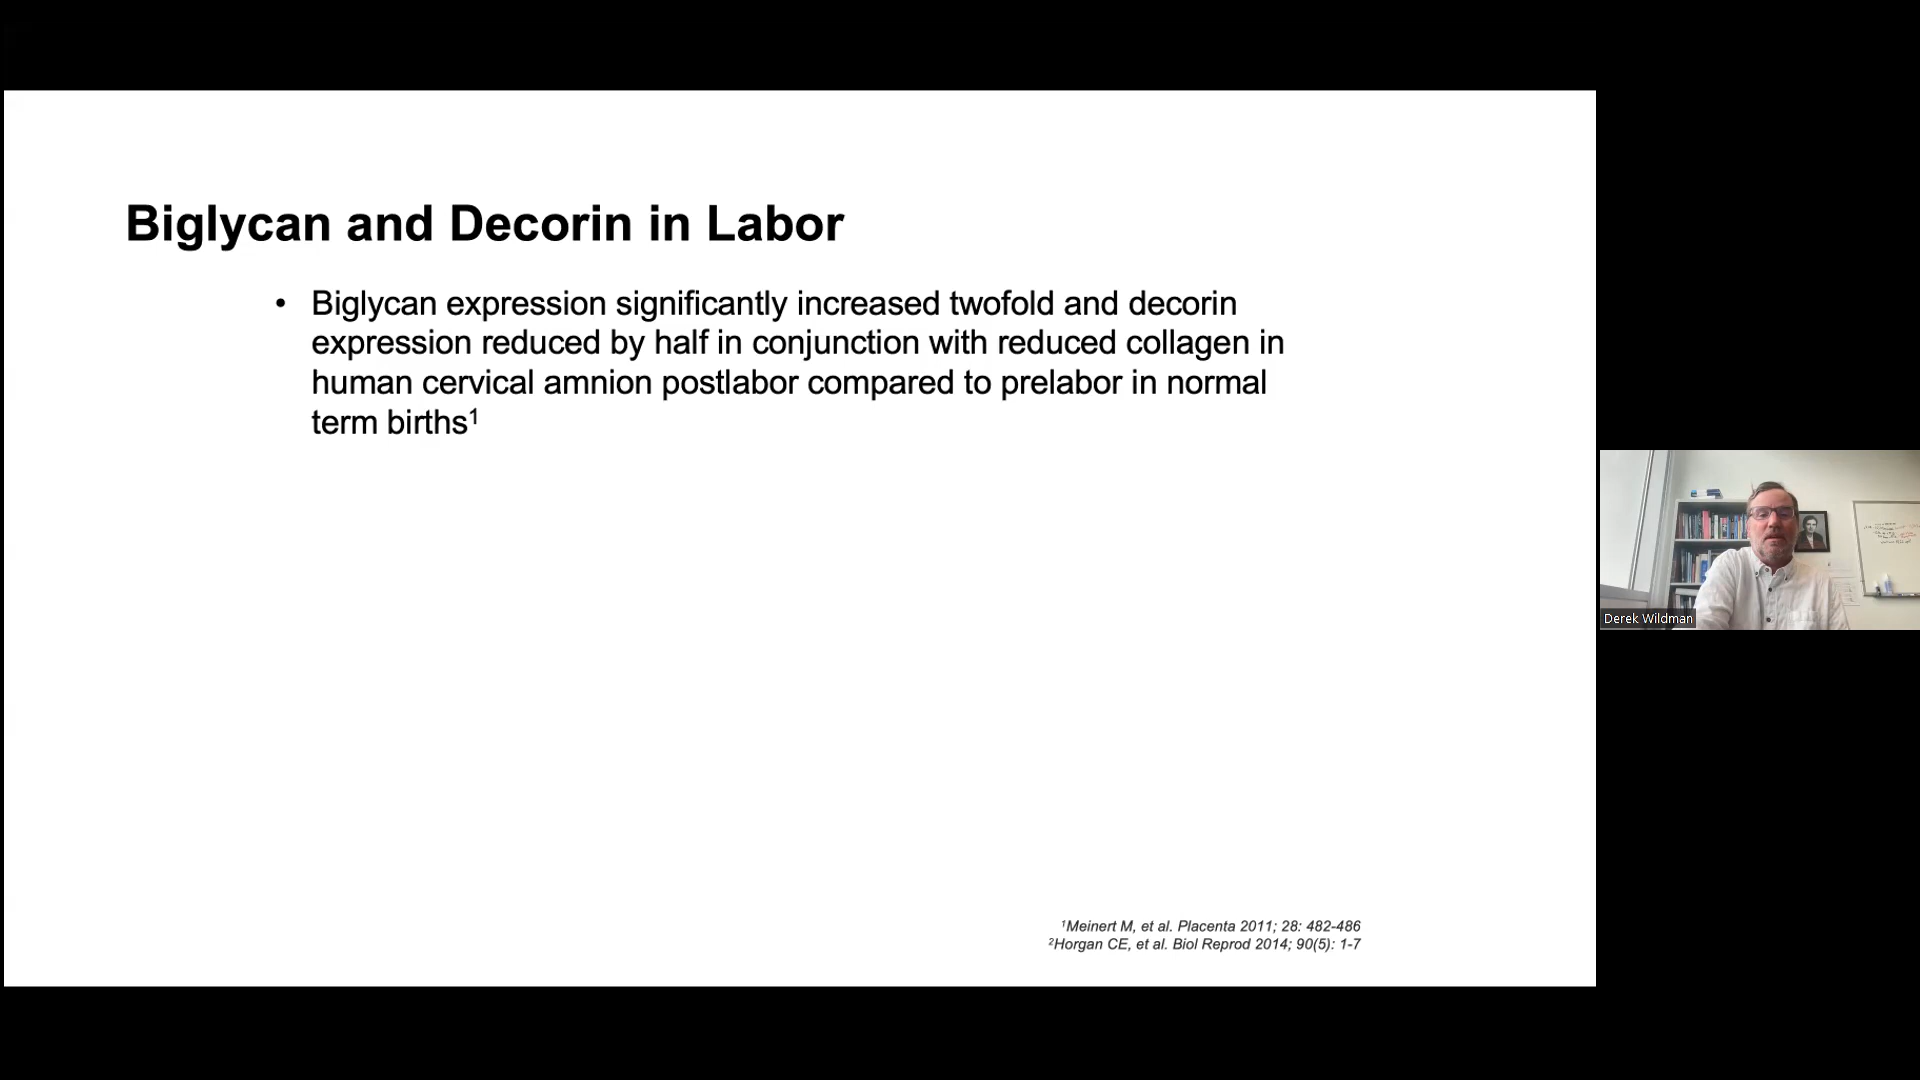 Biglycan and Decorin in Labor
• Biglycan expression significantly increased twofold and decorin
expression reduced by half in conjunction with reduced collagen in
human cervical amnion postlabor compared to prelabor in normal
term births¹
¹Meinert M, et al. Placenta 2011; 28: 482-486
²Horgan CE, et al. Biol Reprod 2014; 90(5): 1-7
Derek Wildman